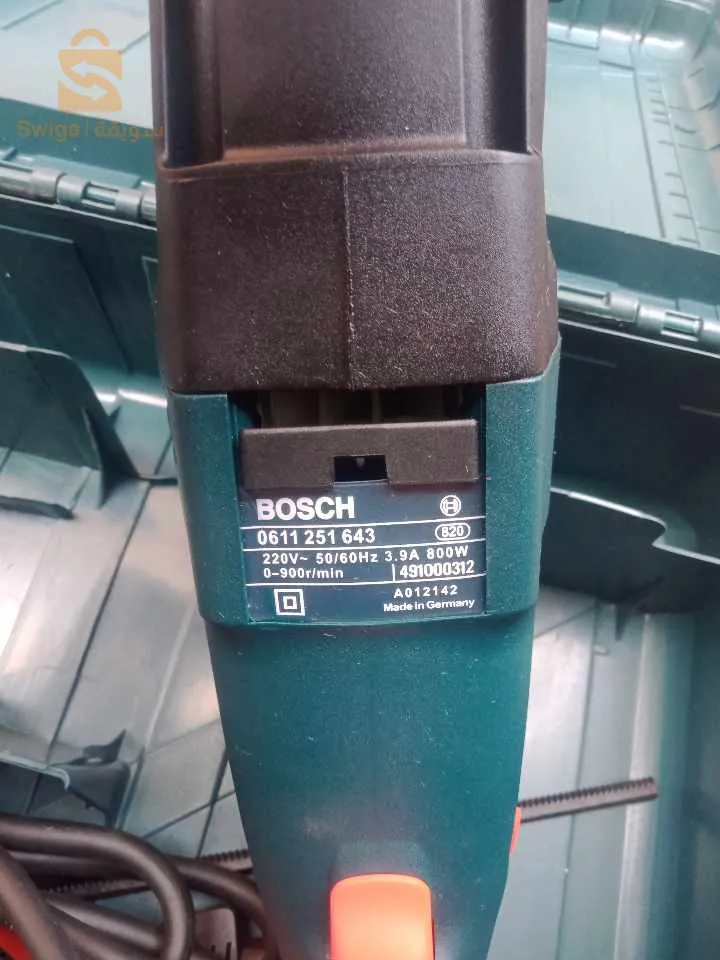 Swiga | سويقة
BOSCH
0611 251 643 820
220V~ 50/60Hz 3.9A 800W
0-900r/min 491000312
A012142
Made in Germany